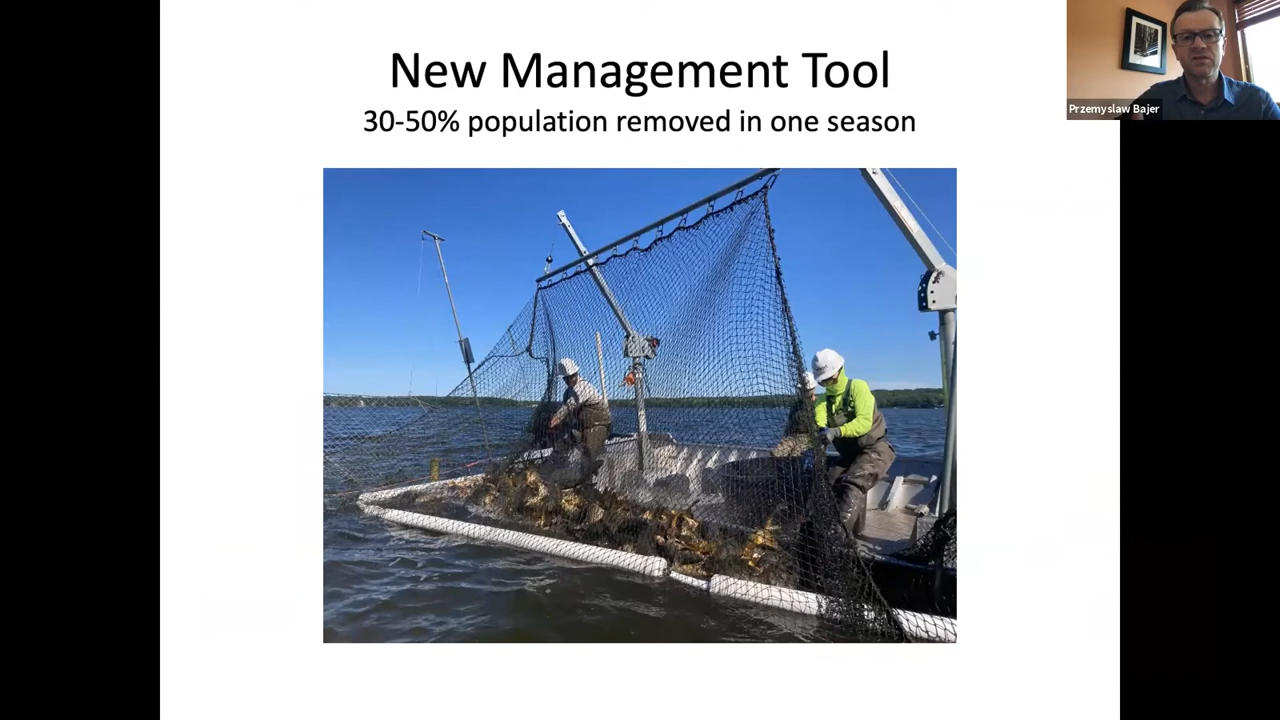 New Management Tool
30-50% population removed in one season
Przemyslaw Bajer